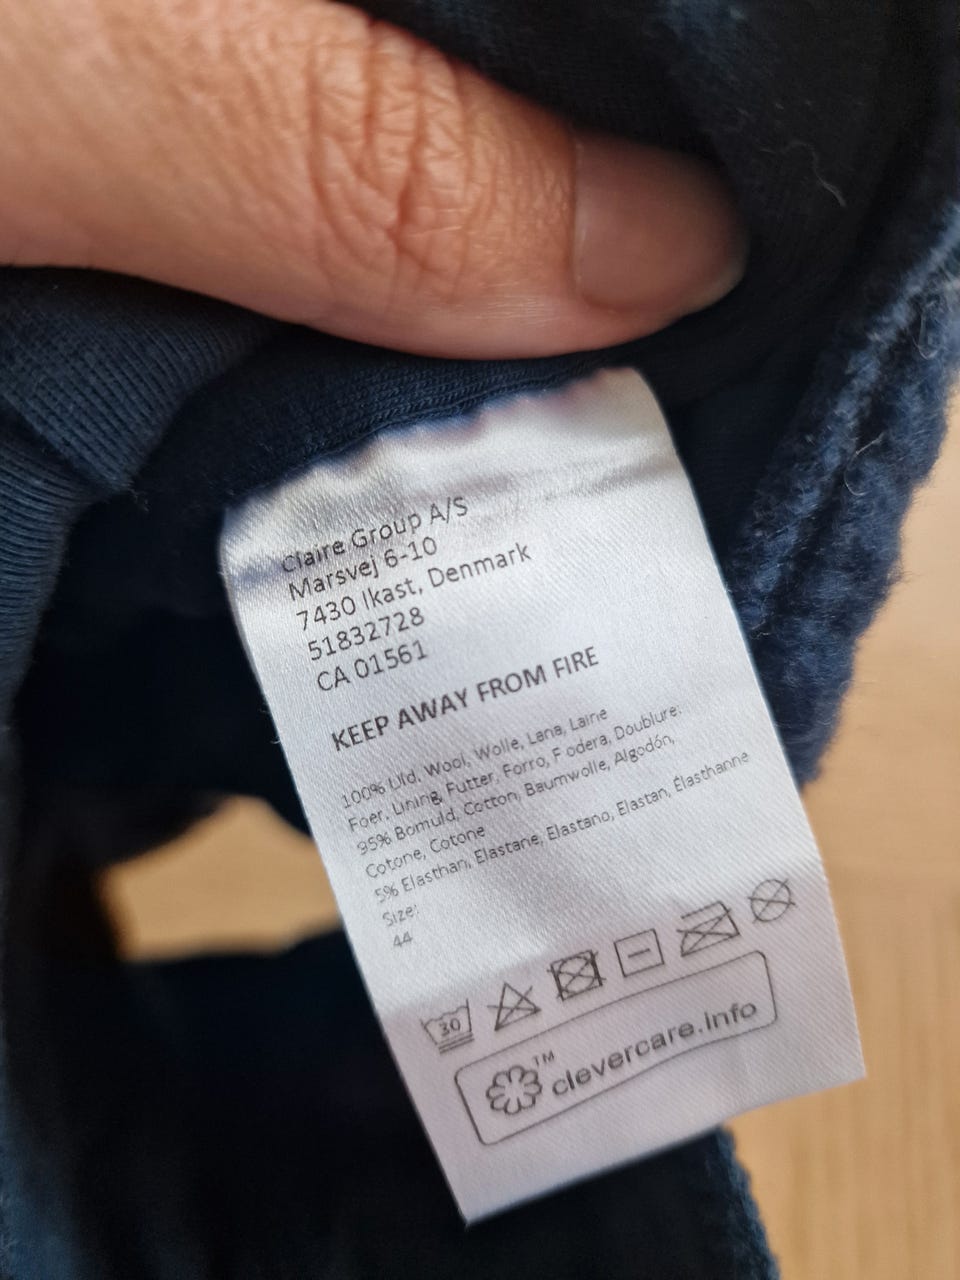 Claire Group A/S
Marsvej 6-10
7430 Ikast, Denmark
51832728
CA 01561
KEEP AWAY FROM FIRE
100% Uld, Wool, Wolle, Lana, Laine
Foer, Lining, Futter, Forro, Fodera, Doublure:
95% Bomuld, Cotton, Baumwolle, Algodón,
Cotone, Cotone
5% Elasthan, Elastane, Elastano, Elastan, Élasthanne
Size:
44
30
™ clevercare.info